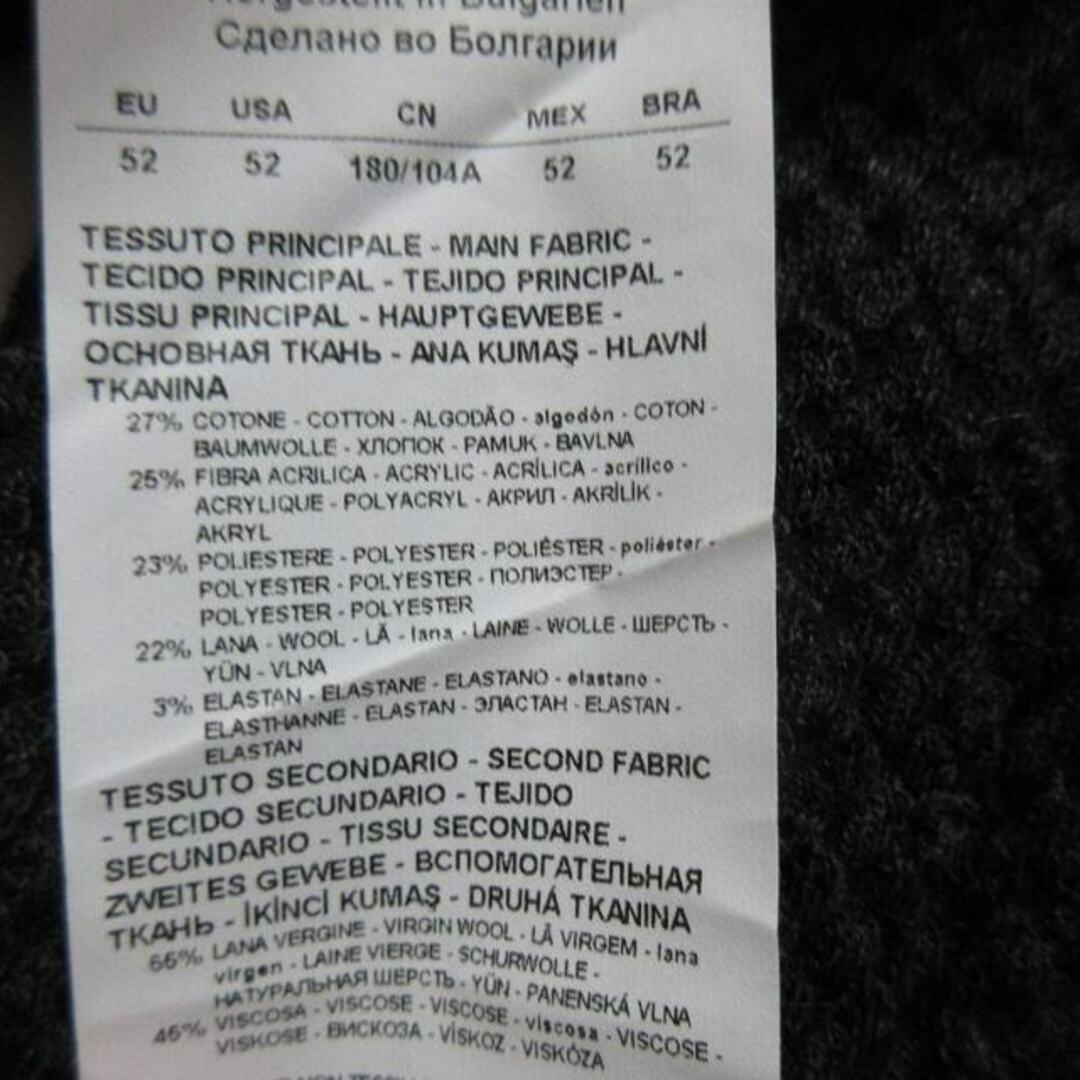 Hergestellt in Bulgarien
Сделано во Болгарии
EU USA CN MEX BRA
52 52 180/104A 52 52
TESSUTO PRINCIPALE - MAIN FABRIC -
TECIDO PRINCIPAL - TEJIDO PRINCIPAL -
TISSU PRINCIPAL - HAUPTGEWEBE -
ОСНОВНАЯ ТКАНЬ - ANA KUMAŞ - HLAVNÍ
TKANINA
27% COTONE - COTTON - ALGODÃO - algodón - COTON -
BAUMWOLLE - ХЛОПОК - PAMUK - BAVLNA
25% FIBRA ACRILICA - ACRYLIC - ACRÍLICA - acrílico -
ACRYLIQUE - POLYACRYL - АКРИЛ - AKRİLİK -
AKRYL
23% POLIESTERE - POLYESTER - POLIÉSTER - poliéster -
POLYESTER - POLYESTER - ПОЛИЭСТЕР -
POLYESTER - POLYESTER
22% LANA - WOOL - LÃ - lana - LAINE - WOLLE - ШЕРСТЬ -
YÜN - VLNA
3% ELASTAN - ELASTANE - ELASTANO - elastano -
ELASTHANNE - ELASTAN - ЭЛАСТАН - ELASTAN -
ELASTAN
TESSUTO SECONDARIO - SECOND FABRIC
- TECIDO SECUNDARIO - TEJIDO
SECUNDARIO - TISSU SECONDAIRE -
ZWEITES GEWEBE - ВСПОМОГАТЕЛЬНАЯ
ТКАНЬ - İKİNCİ KUMAŞ - DRUHÁ TKANINA
LANA VERGINE - VIRGIN WOOL - LÃ VIRGEM - lana
virgen - LAINE VIERGE - SCHURWOLLE -
НАТУРАЛЬНАЯ ШЕРСТЬ - YÜN - PANENSKÁ VLNA
VISCOSA - VISCOSE - VISCOSE - viscosa - VISCOSE -
VISKOSE - ВИСКОЗА - VİSKOZ - VISKÓZA